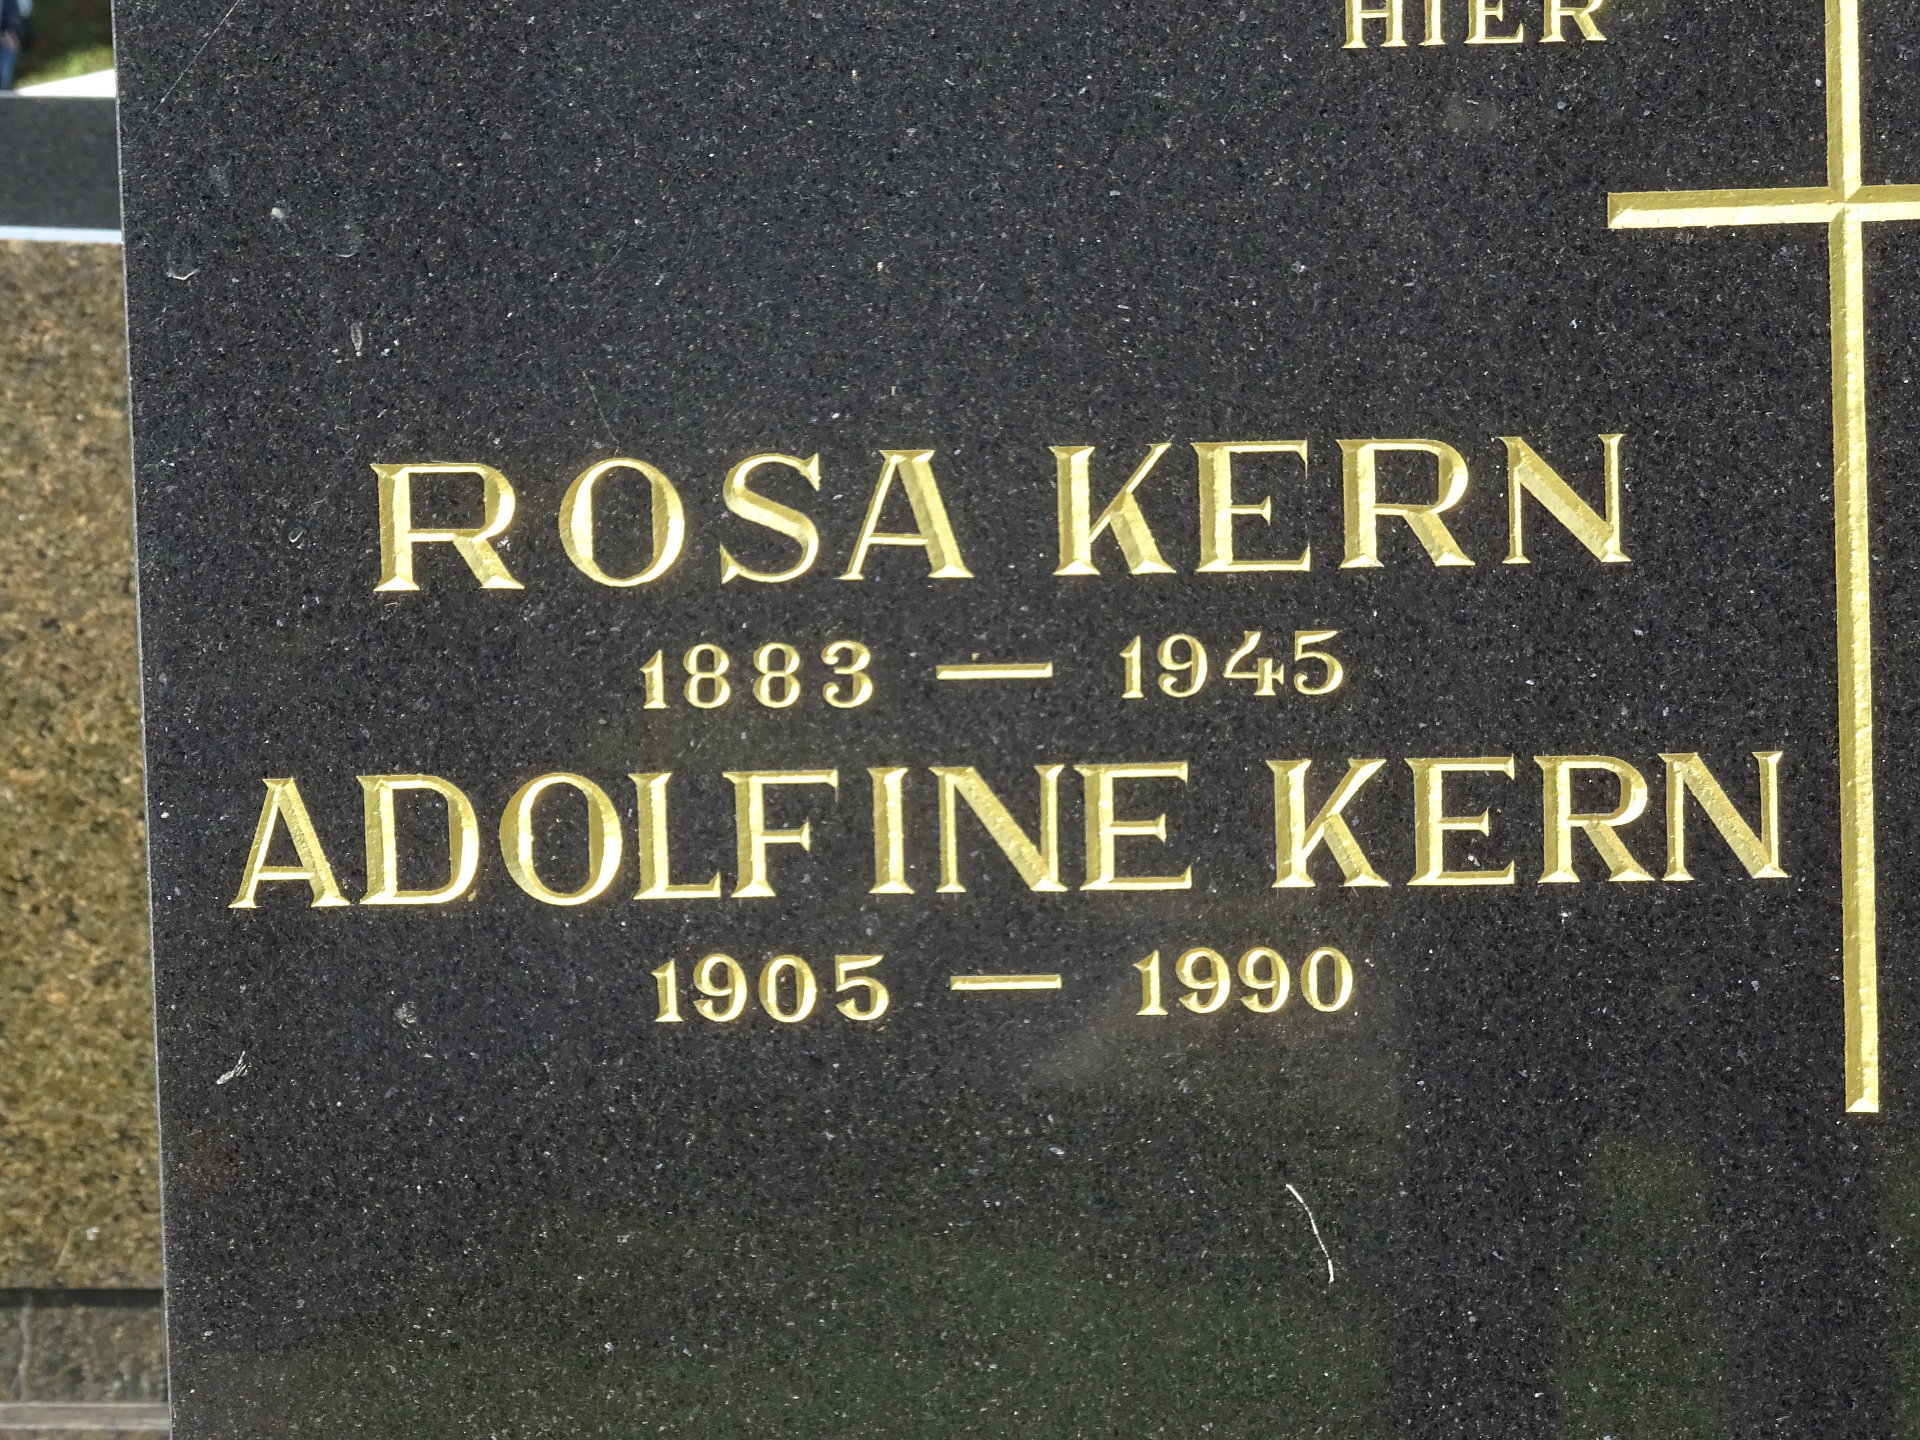 HIER
ROSA KERN
1883 — 1945
ADOLFINE KERN
1905 — 1990